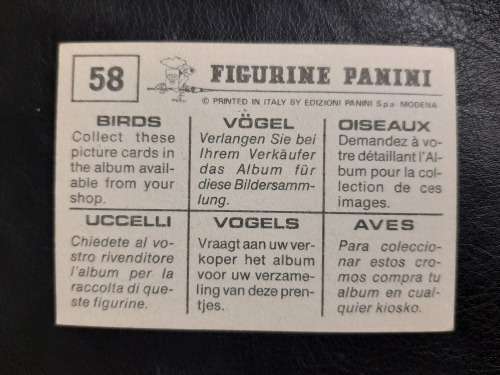 58
FIGURINE PANINI
© PRINTED IN ITALY BY EDIZIONI PANINI S.p.a. MODENA
BIRDS
Collect these
picture cards in
the album avail-
able from your
shop.
VÖGEL
Verlangen Sie bei
Ihrem Verkäufer
das Album für
diese Bildersamm-
lung.
OISEAUX
Demandez à vo-
tre détaillant l'Al-
bum pour la col-
lection de ces
images.
UCCELLI
Chiedete al vo-
stro rivenditore
l'album per la
raccolta di que-
ste figurine.
VOGELS
Vraagt aan uw ver-
koper het album
voor uw verzame-
ling van deze pren-
tjes.
AVES
Para coleccio-
nar estos cro-
mos compra tu
album en cual-
quier kiosko.